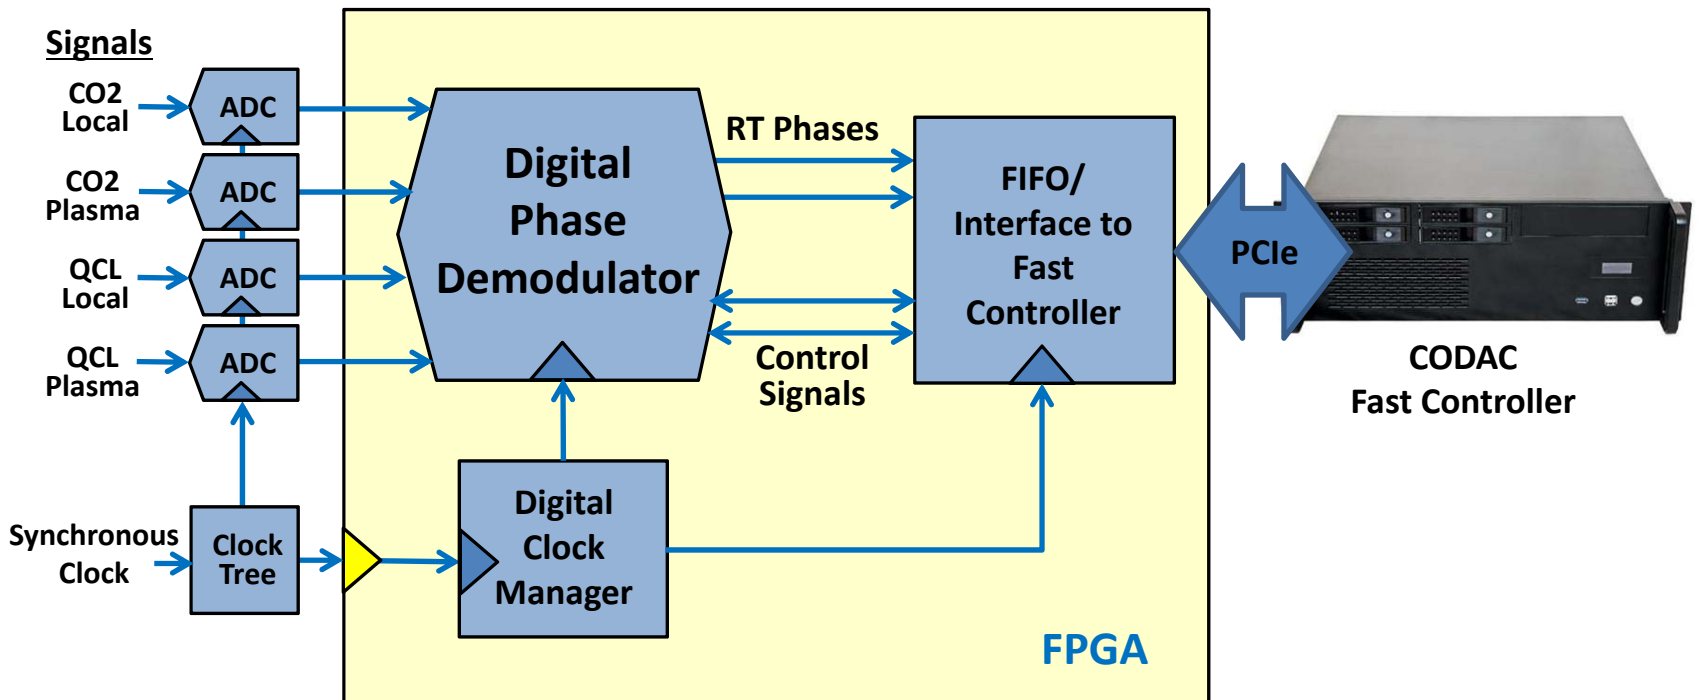 Signals
CO2
Local
ADC
CO2
Plasma
ADC
QCL
Local
ADC
QCL
Plasma
ADC
Synchronous
Clock
Clock
Tree
Digital
Phase
Demodulator
RT Phases
Control
Signals
Digital
Clock
Manager
FIFO/
Interface to
Fast
Controller
FPGA
PCIe
CODAC
Fast Controller